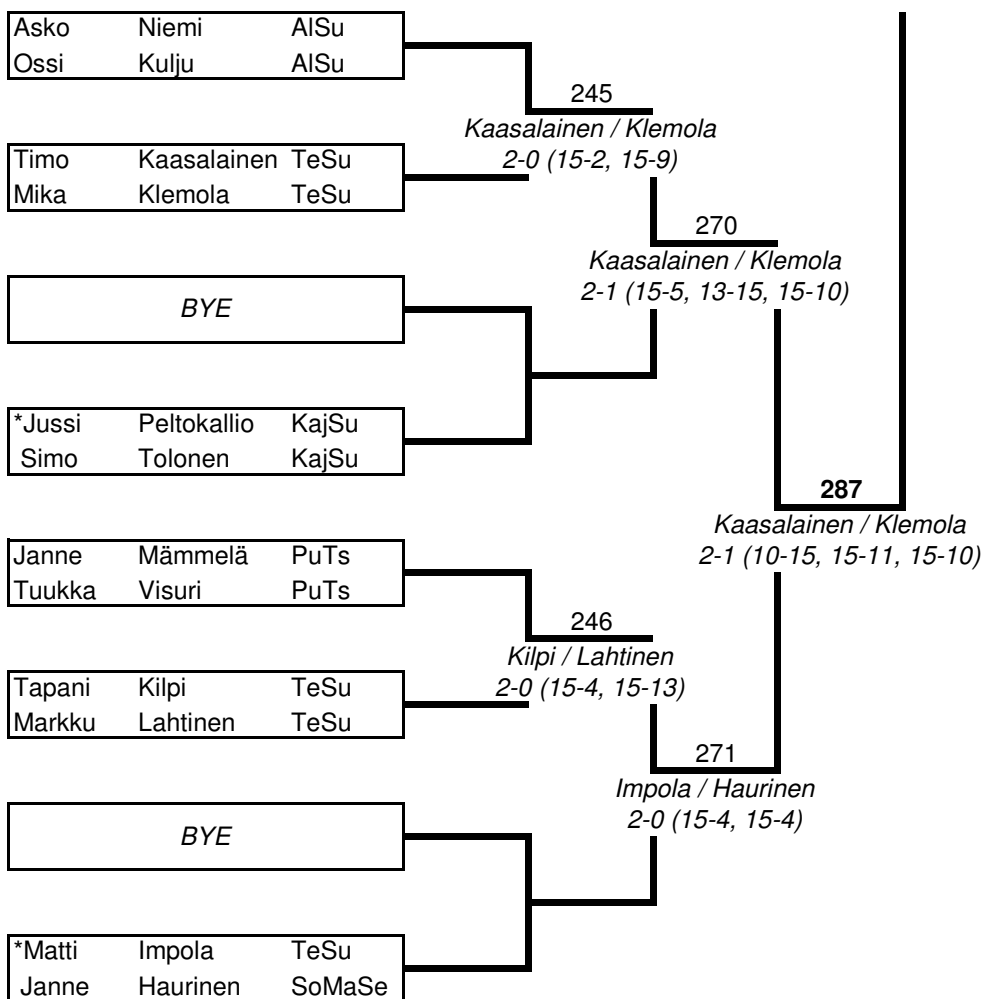 Asko Niemi AlSu
Ossi Kulju AlSu
245
Kaasalainen / Klemola
2-0 (15-2, 15-9)
Timo Kaasalainen TeSu
Mika Klemola TeSu
270
Kaasalainen / Klemola
2-1 (15-5, 13-15, 15-10)
BYE
*Jussi Peltokallio KajSu
Simo Tolonen KajSu
287
Kaasalainen / Klemola
2-1 (10-15, 15-11, 15-10)
Janne Mämmelä PuTs
Tuukka Visuri PuTs
246
Kilpi / Lahtinen
2-0 (15-4, 15-13)
Tapani Kilpi TeSu
Markku Lahtinen TeSu
271
Impola / Haurinen
2-0 (15-4, 15-4)
BYE
*Matti Impola TeSu
Janne Haurinen SoMaSe